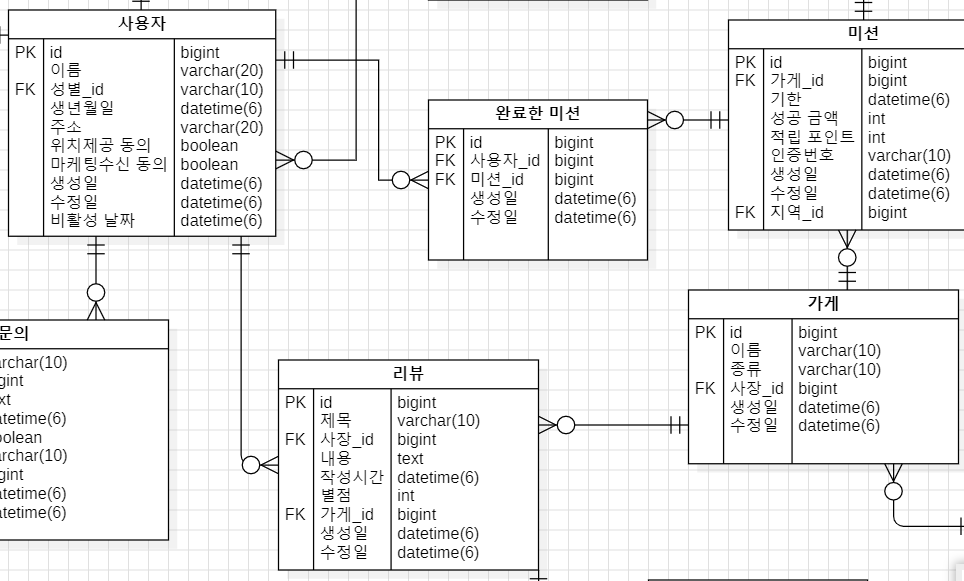 사용자
PK id bigint
이름 varchar(20)
FK 성별_id varchar(10)
생년월일 datetime(6)
주소 varchar(20)
위치제공 동의 boolean
마케팅수신 동의 boolean
생성일 datetime(6)
수정일 datetime(6)
비활성 날짜 datetime(6)
완료한 미션
PK id bigint
FK 사용자_id bigint
FK 미션_id bigint
생성일 datetime(6)
수정일 datetime(6)
미션
PK id bigint
FK 가게_id bigint
기한 datetime(6)
성공 금액 int
적립 포인트 int
인증번호 varchar(10)
생성일 datetime(6)
수정일 datetime(6)
FK 지역_id bigint
문의
rchar(10)
gint
xt
atetime(6)
oolean
archar(10)
gint
atetime(6)
atetime(6)
리뷰
PK id bigint
제목 varchar(10)
FK 사장_id bigint
내용 text
작성시간 datetime(6)
별점 int
FK 가게_id bigint
생성일 datetime(6)
수정일 datetime(6)
가게
PK id bigint
이름 varchar(10)
종류 varchar(10)
FK 사장_id bigint
생성일 datetime(6)
수정일 datetime(6)